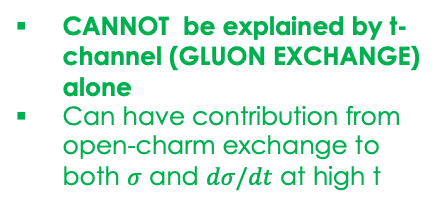 ▪ CANNOT be explained by t-
channel (GLUON EXCHANGE)
alone
▪ Can have contribution from
open-charm exchange to
both 𝜎 and 𝑑𝜎/𝑑𝑡 at high t